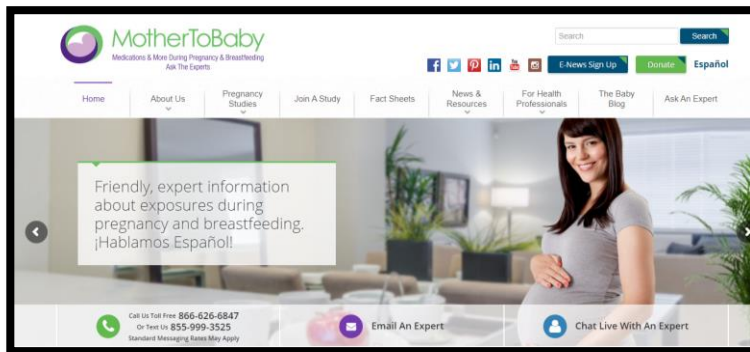 MotherToBaby
Medications & More During Pregnancy & Breastfeeding
Ask The Experts
Search
Search
E-News Sign Up
Donate
Español
Home
About Us
Pregnancy
Studies
Join A Study
Fact Sheets
News &
Resources
For Health
Professionals
The Baby
Blog
Ask An Expert
Friendly, expert information
about exposures during
pregnancy and breastfeeding.
¡Hablamos Español!
Call Us Toll Free 866-626-6847
Or Text Us 855-999-3525
Standard Messaging Rates May Apply
Email An Expert
Chat Live With An Expert